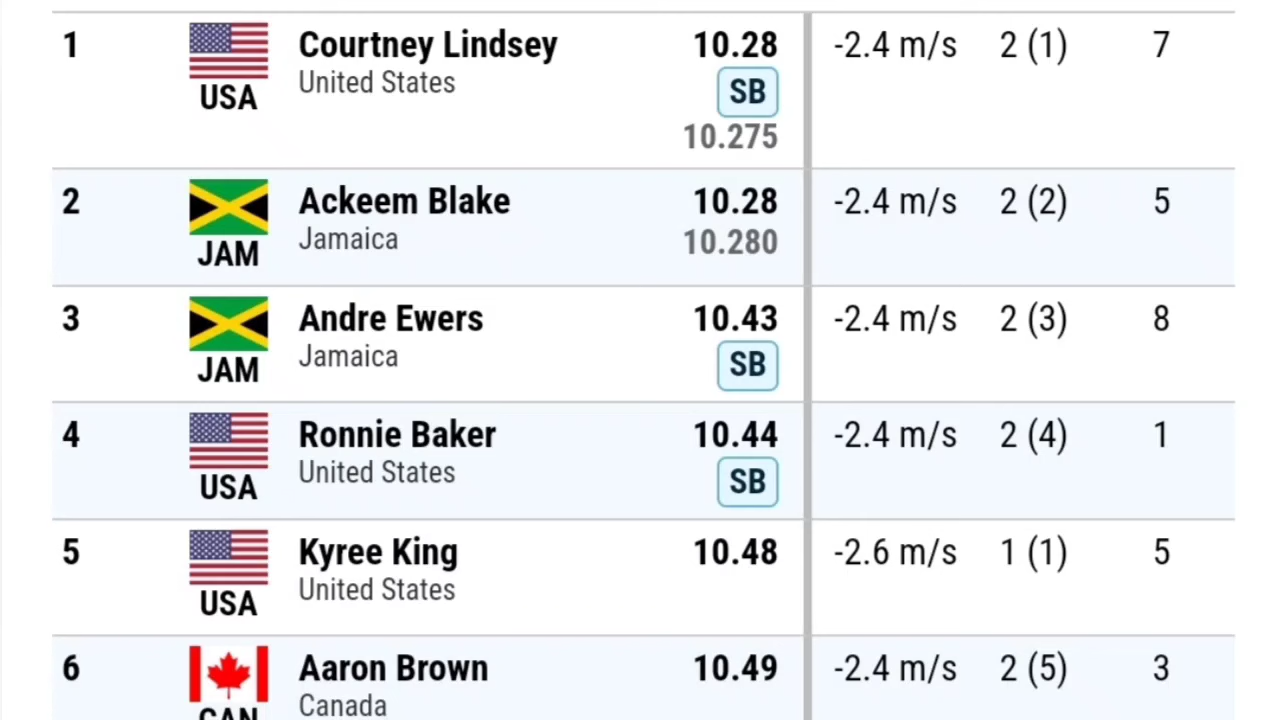 1 Courtney Lindsey 10.28 -2.4 m/s 2 (1) 7
United States
SB
USA
10.275
2 Ackeem Blake 10.28 -2.4 m/s 2 (2) 5
Jamaica 10.280
JAM
3 Andre Ewers 10.43 -2.4 m/s 2 (3) 8
Jamaica
SB
JAM
4 Ronnie Baker 10.44 -2.4 m/s 2 (4) 1
United States
SB
USA
5 Kyree King 10.48 -2.6 m/s 1 (1) 5
United States
USA
6 Aaron Brown 10.49 -2.4 m/s 2 (5) 3
Canada
CAN